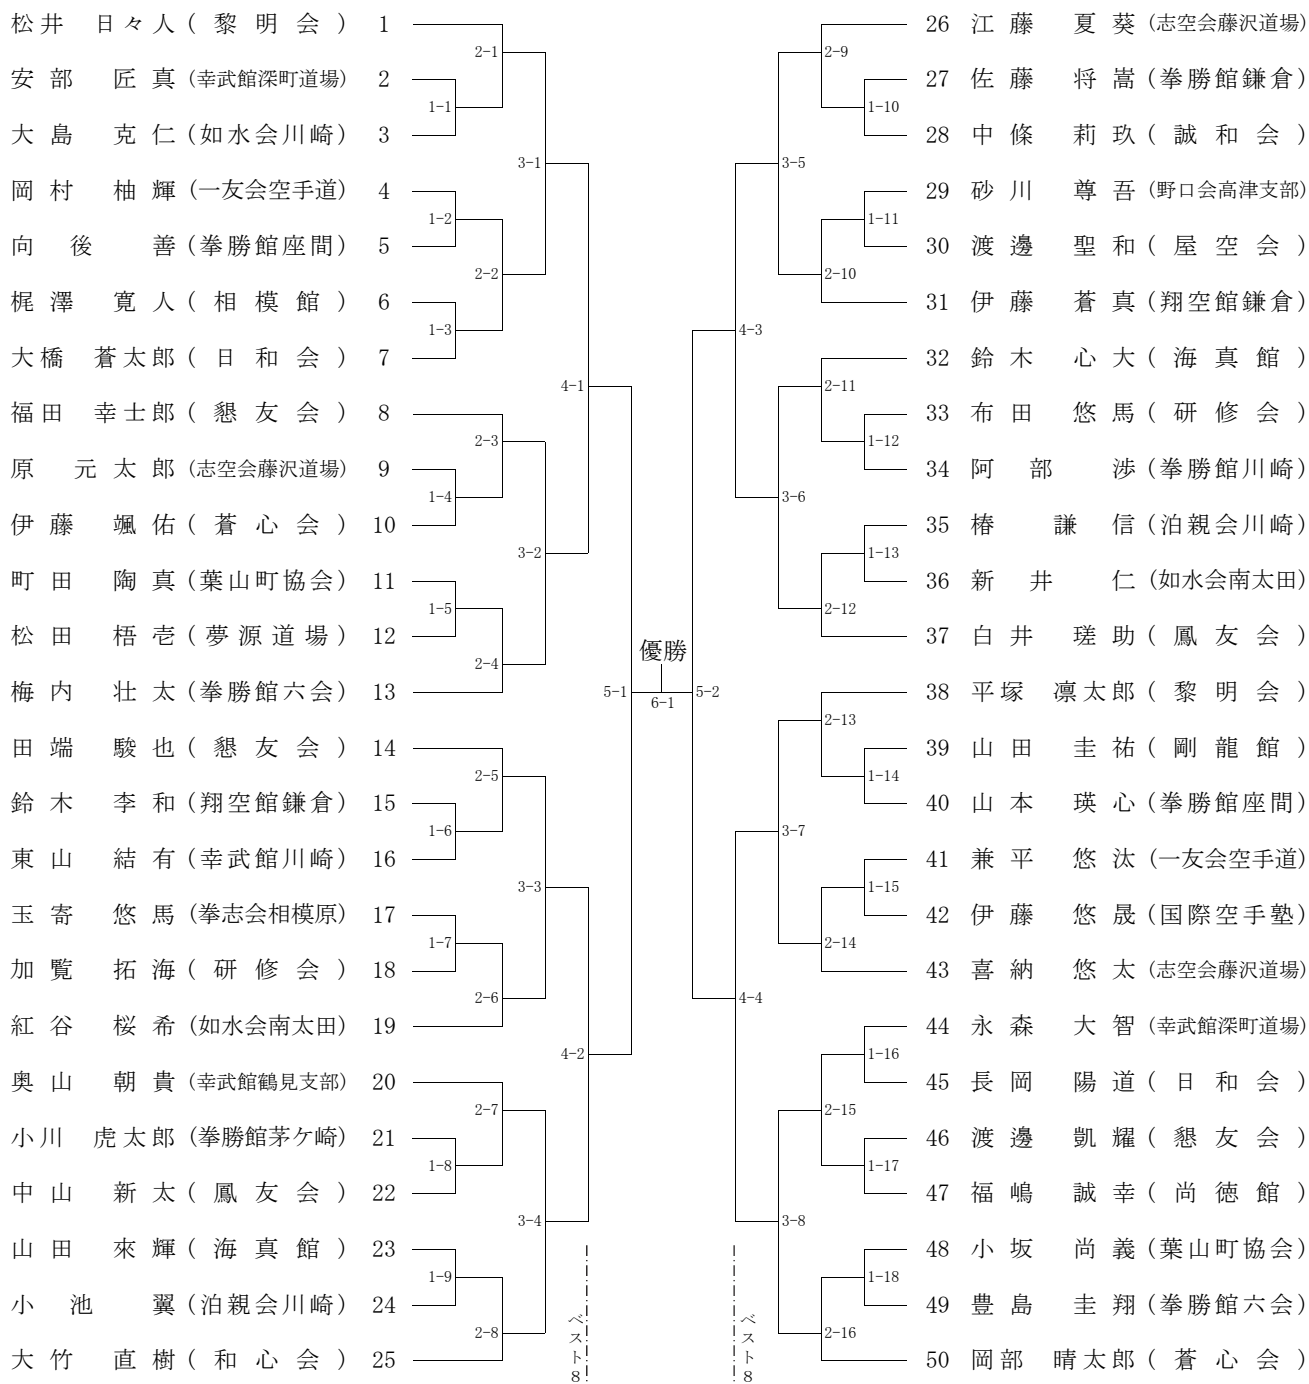 松井 日々人 ( 黎明会 ) 1
安部 匠真 (幸武館深町道場) 2
大島 克仁 (如水会川崎) 3
岡村 柚輝 (一友会空手道) 4
向後 善 (拳勝館座間) 5
梶澤 寛人 ( 相模館 ) 6
大橋 蒼太郎 ( 日和会 ) 7
福田 幸士郎 ( 懇友会 ) 8
原 元太郎 (志空会藤沢道場) 9
伊藤 颯佑 ( 蒼心会 ) 10
町田 陶真 (葉山町協会) 11
松田 梧壱 ( 夢源道場 ) 12
梅内 壮太 (拳勝館六会) 13
田端 駿也 ( 懇友会 ) 14
鈴木 李和 (翔空館鎌倉) 15
東山 結有 (幸武館川崎) 16
玉寄 悠馬 (拳志会相模原) 17
加覧 拓海 ( 研修会 ) 18
紅谷 桜希 (如水会南太田) 19
奥山 朝貴 (幸武館鶴見支部) 20
小川 虎太郎 (拳勝館茅ケ崎) 21
中山 新太 ( 鳳友会 ) 22
山田 來輝 ( 海真館 ) 23
小池 翼 (泊親会川崎) 24
大竹 直樹 ( 和心会 ) 25
1-1
1-2
1-3
1-4
1-5
1-6
1-7
1-8
1-9
2-1
2-2
2-3
2-4
2-5
2-6
2-7
2-8
3-1
3-2
3-3
3-4
4-1
4-2
5-1
ベスト8
優勝
6-1
5-2
4-3
4-4
ベスト8
3-5
3-6
3-7
3-8
2-9
2-10
2-11
2-12
2-13
2-14
2-15
2-16
1-10
1-11
1-12
1-13
1-14
1-15
1-16
1-17
1-18
26 江藤 夏葵 (志空会藤沢道場)
27 佐藤 将嵩 (拳勝館鎌倉)
28 中條 莉玖 ( 誠和会 )
29 砂川 尊吾 (野口会高津支部)
30 渡邊 聖和 ( 屋空会 )
31 伊藤 蒼真 (翔空館鎌倉)
32 鈴木 心大 ( 海真館 )
33 布田 悠馬 ( 研修会 )
34 阿部 渉 (拳勝館川崎)
35 椿 謙信 (泊親会川崎)
36 新井 仁 (如水会南太田)
37 白井 瑳助 ( 鳳友会 )
38 平塚 凛太郎 ( 黎明会 )
39 山田 圭祐 ( 剛龍館 )
40 山本 瑛心 (拳勝館座間)
41 兼平 悠汰 (一友会空手道)
42 伊藤 悠晟 (国際空手塾)
43 喜納 悠太 (志空会藤沢道場)
44 永森 大智 (幸武館深町道場)
45 長岡 陽道 ( 日和会 )
46 渡邊 凱耀 ( 懇友会 )
47 福嶋 誠幸 ( 尚徳館 )
48 小坂 尚義 (葉山町協会)
49 豊島 圭翔 (拳勝館六会)
50 岡部 晴太郎 ( 蒼心会 )